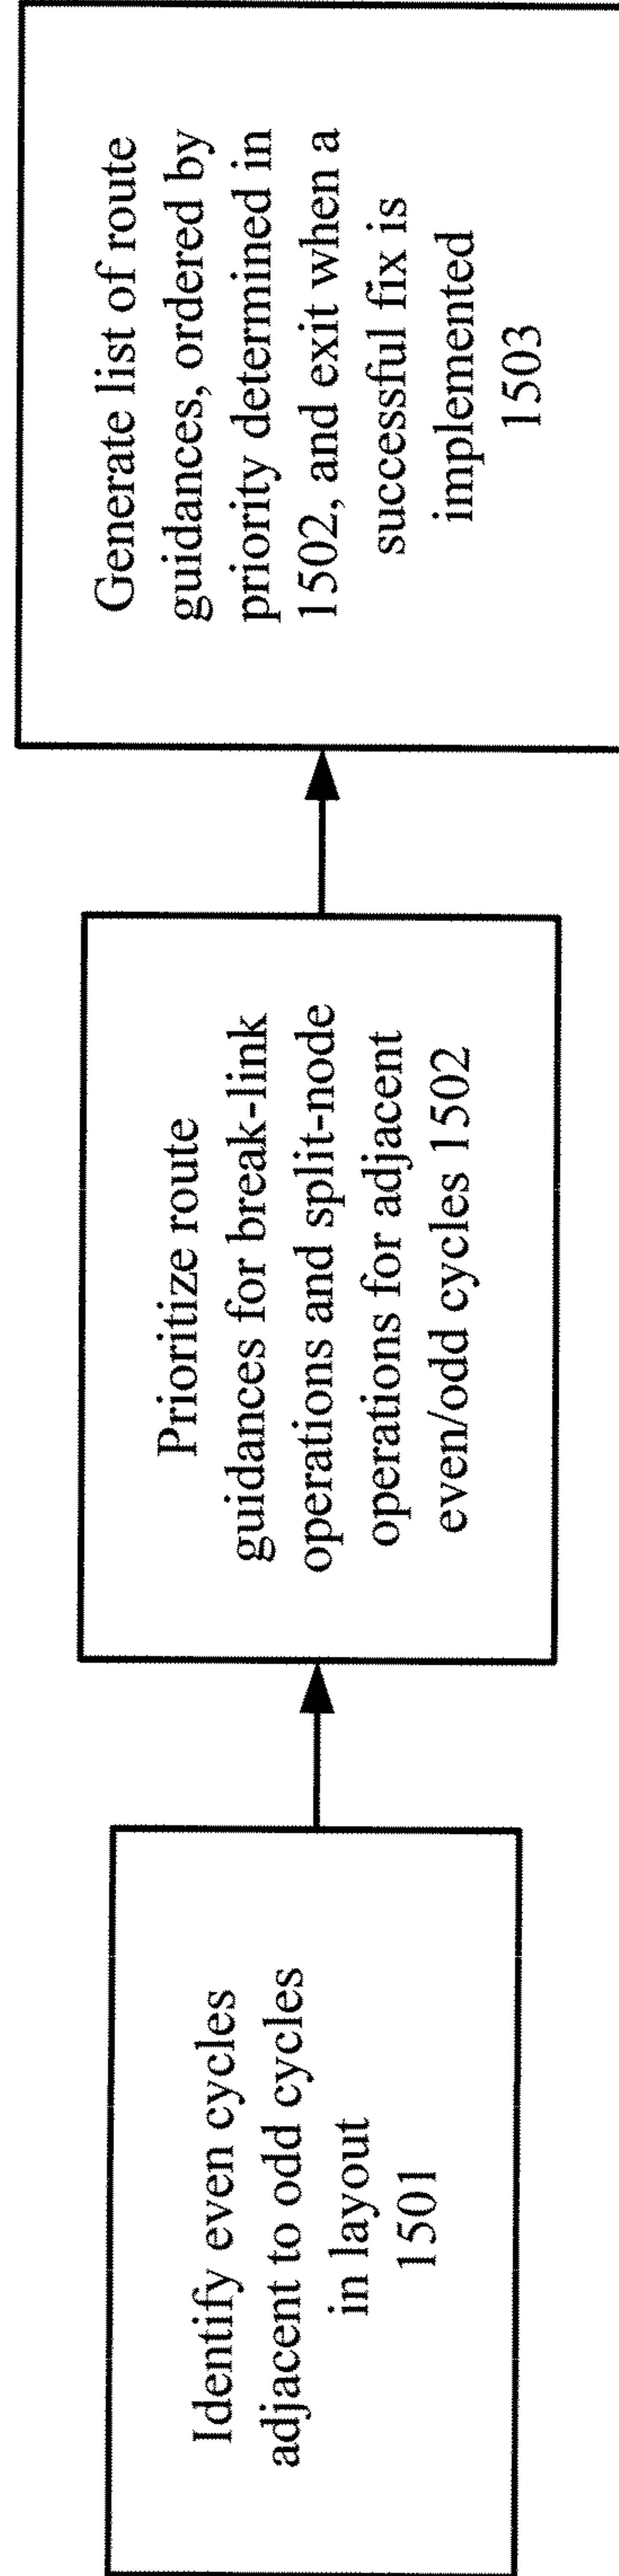 Identify even cycles
adjacent to odd cycles
in layout
1501
Prioritize route
guidances for break-link
operations and split-node
operations for adjacent
even/odd cycles 1502
Generate list of route
guidances, ordered by
priority determined in
1502, and exit when a
successful fix is
implemented
1503